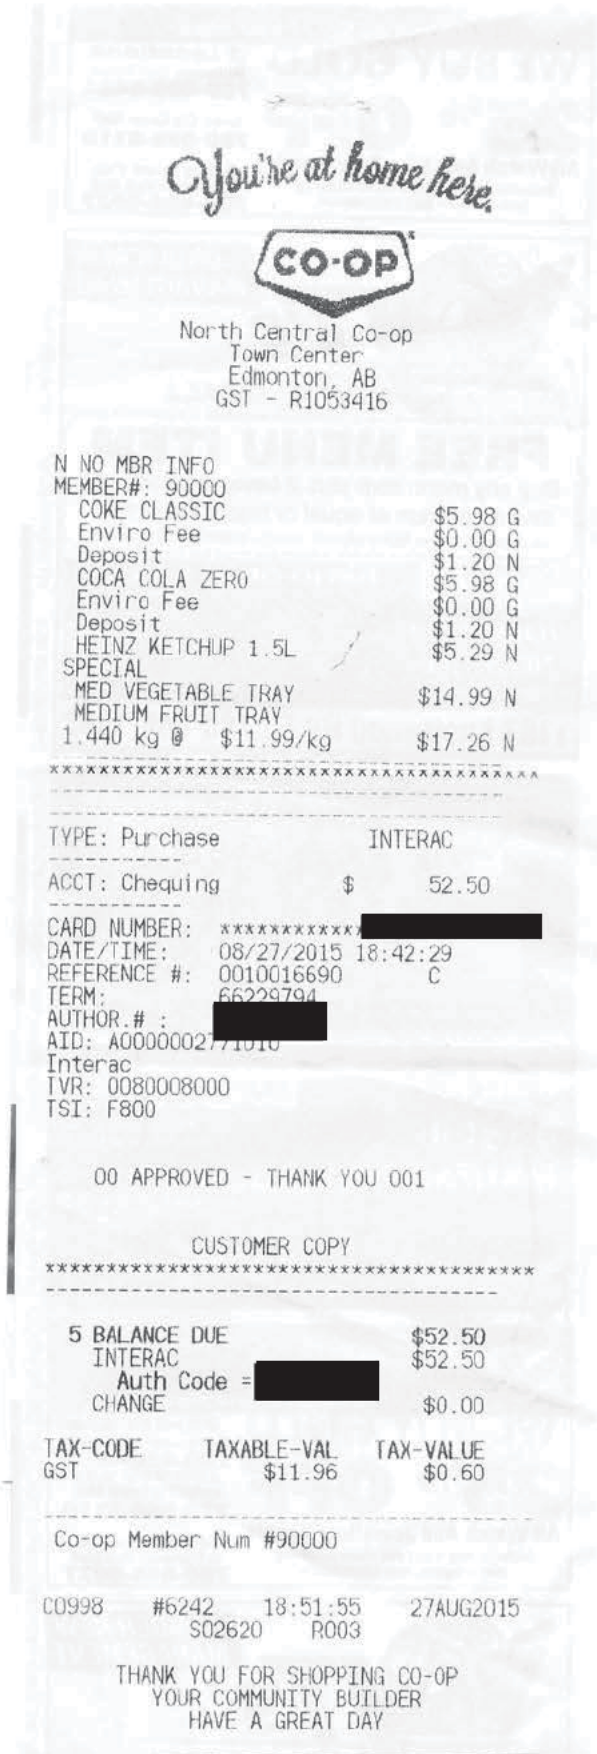 You're at home here.
CO-OP
North Central Co-op
Town Center
Edmonton, AB
GST - R1053416
N NO MBR INFO
MEMBER#: 90000
COKE CLASSIC $5.98 G
Enviro Fee $0.00 G
Deposit $1.20 N
COCA COLA ZERO $5.98 G
Enviro Fee $0.00 G
Deposit $1.20 N
HEINZ KETCHUP 1.5L $5.29 N
SPECIAL
MED VEGETABLE TRAY $14.99 N
MEDIUM FRUIT TRAY
1.440 kg @ $11.99/kg $17.26 N
****************************************
TYPE: Purchase INTERAC
ACCT: Chequing $ 52.50
CARD NUMBER: ************
DATE/TIME: 08/27/2015 18:42:29
REFERENCE #: 0010016690 C
TERM: 66229794
AUTHOR.# :
AID: A0000002771010
Interac
TVR: 0080008000
TSI: F800
00 APPROVED - THANK YOU 001
CUSTOMER COPY
****************************************
5 BALANCE DUE $52.50
INTERAC $52.50
Auth Code =
CHANGE $0.00
TAX-CODE TAXABLE-VAL TAX-VALUE
GST $11.96 $0.60
Co-op Member Num #90000
C0998 #6242 18:51:55 27AUG2015
S02620 R003
THANK YOU FOR SHOPPING CO-OP
YOUR COMMUNITY BUILDER
HAVE A GREAT DAY